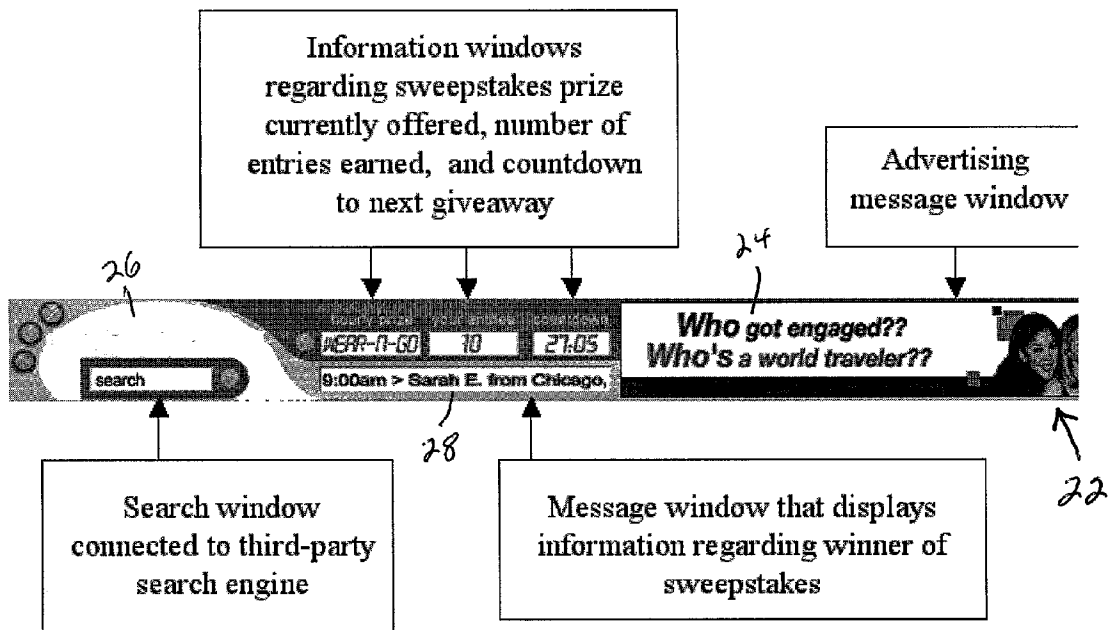 Information windows
regarding sweepstakes prize
currently offered, number of
entries earned, and countdown
to next giveaway
Advertising
message window
26
24
WEAR-N-GO 10 27:05
Who got engaged??
Who's a world traveler??
search
9:00am > Sarah E. from Chicago,
28
22
Search window
connected to third-party
search engine
Message window that displays
information regarding winner of
sweepstakes